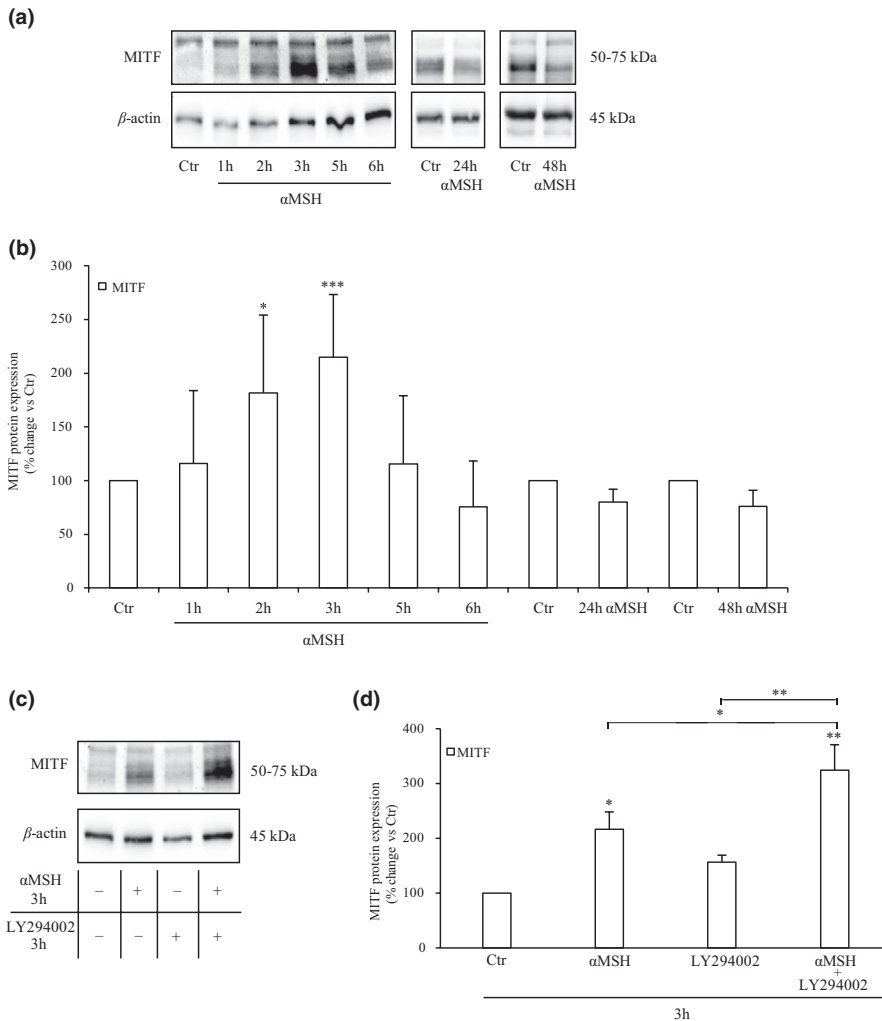 (a)
MITF
50-75 kDa
β-actin
45 kDa
Ctr 1h 2h 3h 5h 6h Ctr 24h Ctr 48h
αMSH αMSH
αMSH
(b)
300
250
200
150
100
50
0
MITF protein expression
(% change vs Ctr)
MITF
* ***
Ctr 1h 2h 3h 5h 6h Ctr 24h αMSH Ctr 48h αMSH
αMSH
(c)
MITF
50-75 kDa
β-actin
45 kDa
αMSH
3h
– + – +
LY294002
3h
– – + +
(d)
400
300
200
100
0
MITF protein expression
(% change vs Ctr)
MITF
**
*
**
*
Ctr αMSH LY294002 αMSH
+
LY294002
3h